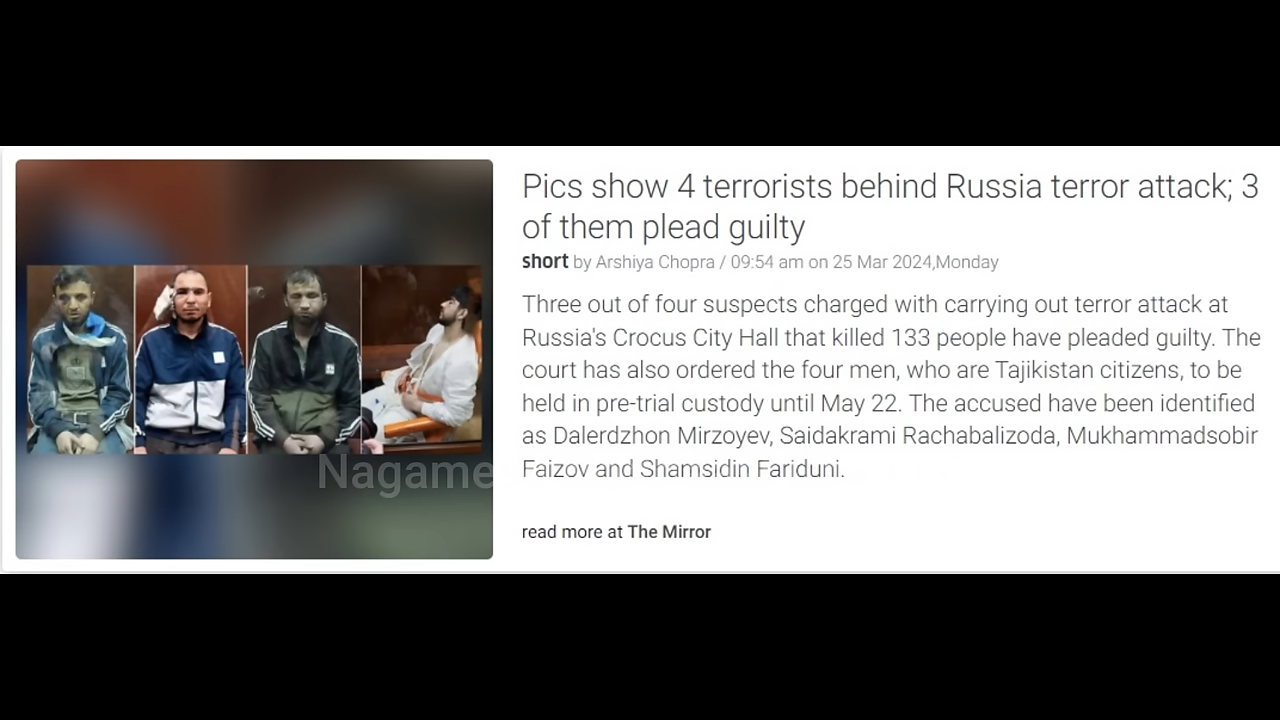 Pics show 4 terrorists behind Russia terror attack; 3
of them plead guilty
short by Arshiya Chopra / 09:54 am on 25 Mar 2024,Monday
Three out of four suspects charged with carrying out terror attack at
Russia's Crocus City Hall that killed 133 people have pleaded guilty. The
court has also ordered the four men, who are Tajikistan citizens, to be
held in pre-trial custody until May 22. The accused have been identified
as Dalerdzhon Mirzoyev, Saidakrami Rachabalizoda, Mukhammadsobir
Faizov and Shamsidin Fariduni.
read more at The Mirror